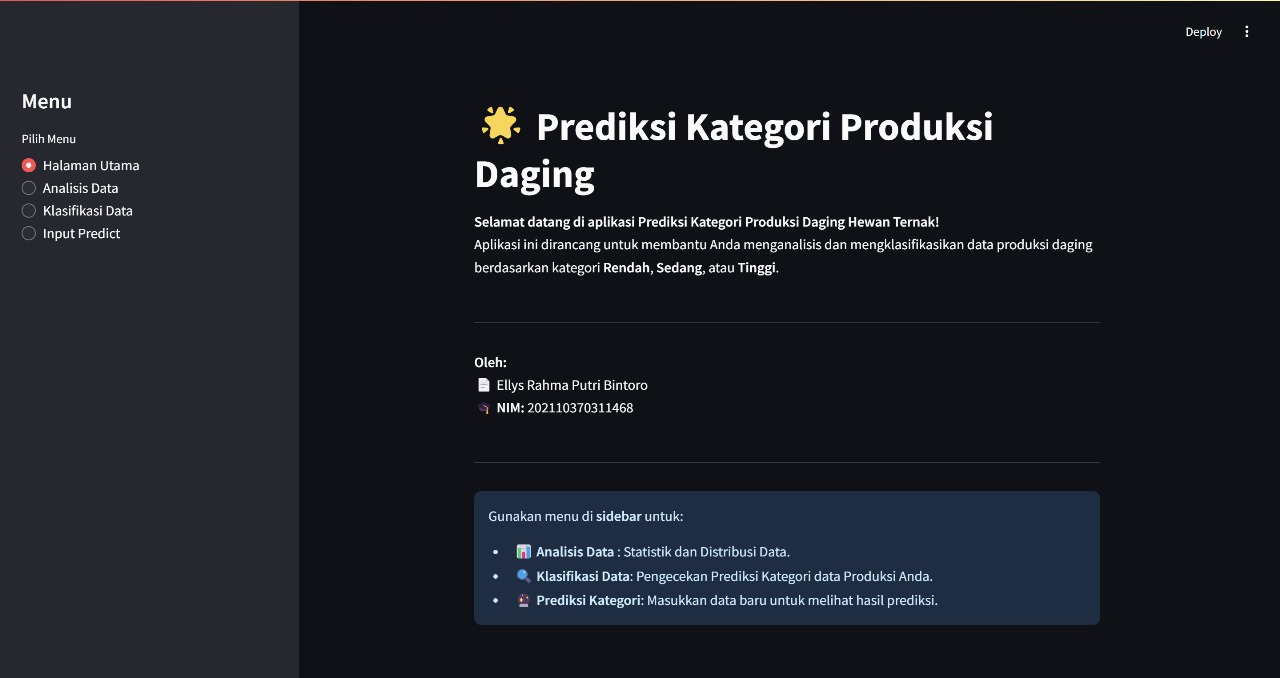 Deploy
Menu
Pilih Menu
Halaman Utama
Analisis Data
Klasifikasi Data
Input Predict
🌟 Prediksi Kategori Produksi
Daging
Selamat datang di aplikasi Prediksi Kategori Produksi Daging Hewan Ternak!
Aplikasi ini dirancang untuk membantu Anda menganalisis dan mengklasifikasikan data produksi daging
berdasarkan kategori Rendah, Sedang, atau Tinggi.
Oleh:
📄 Ellys Rahma Putri Bintoro
🎓 NIM: 202110370311468
Gunakan menu di sidebar untuk:
• 📊 Analisis Data : Statistik dan Distribusi Data.
• 🔍 Klasifikasi Data: Pengecekan Prediksi Kategori data Produksi Anda.
• 🔮 Prediksi Kategori: Masukkan data baru untuk melihat hasil prediksi.